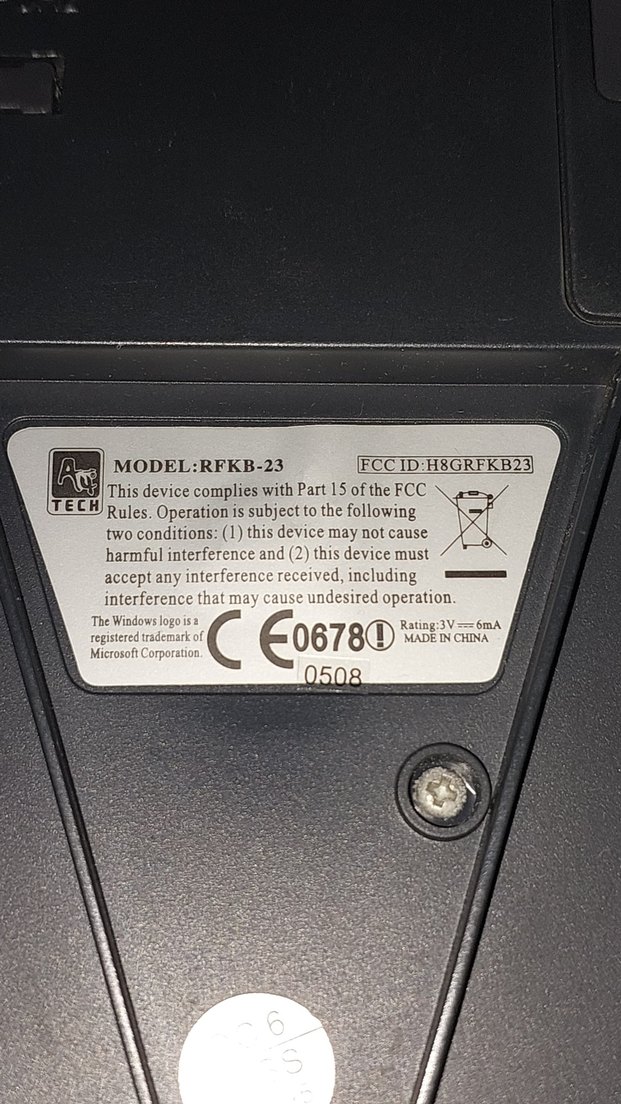 A4
TECH
MODEL:RFKB-23
FCC ID:H8GRFKB23
This device complies with Part 15 of the FCC
Rules. Operation is subject to the following
two conditions: (1) this device may not cause
harmful interference and (2) this device must
accept any interference received, including
interference that may cause undesired operation.
The Windows logo is a
registered trademark of
Microsoft Corporation.
CE0678
Rating:3V⎓6mA
MADE IN CHINA
0508